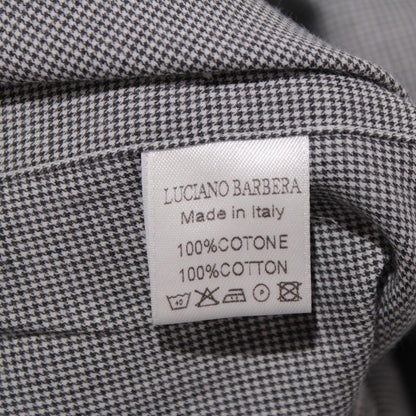 LUCIANO BARBERA
Made in Italy
100%COTONE
100%COTTON